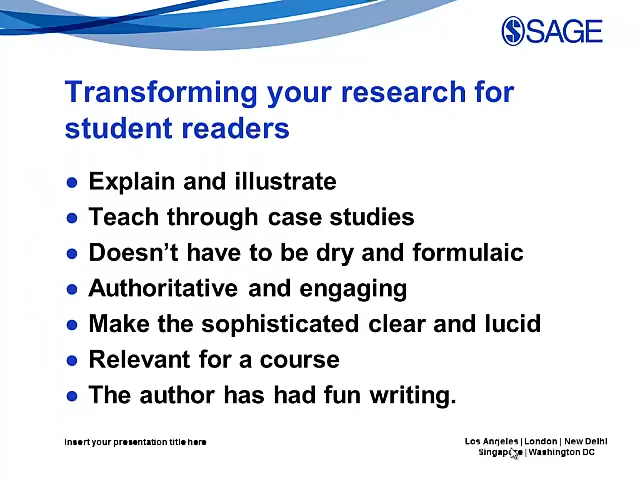 SAGE
Transforming your research for
student readers
● Explain and illustrate
● Teach through case studies
● Doesn't have to be dry and formulaic
● Authoritative and engaging
● Make the sophisticated clear and lucid
● Relevant for a course
● The author has had fun writing.
Insert your presentation title here
Los Angeles | London | New Delhi
Singapore | Washington DC